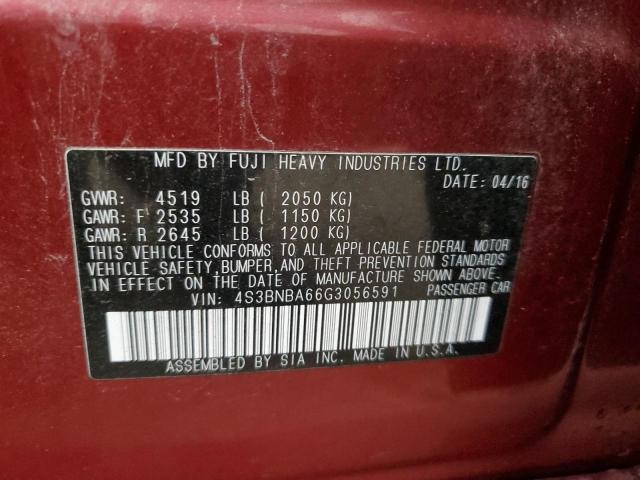 MFD BY FUJI HEAVY INDUSTRIES LTD.
DATE: 04/16
GVWR: 4519 LB ( 2050 KG)
GAWR: F 2535 LB ( 1150 KG)
GAWR: R 2645 LB ( 1200 KG)
THIS VEHICLE CONFORMS TO ALL APPLICABLE FEDERAL MOTOR
VEHICLE SAFETY,BUMPER,AND THEFT PREVENTION STANDARDS
IN EFFECT ON THE DATE OF MANUFACTURE SHOWN ABOVE.
VIN: 4S3BNBA66G3056591 PASSENGER CAR
ASSEMBLED BY SIA INC. MADE IN U.S.A.